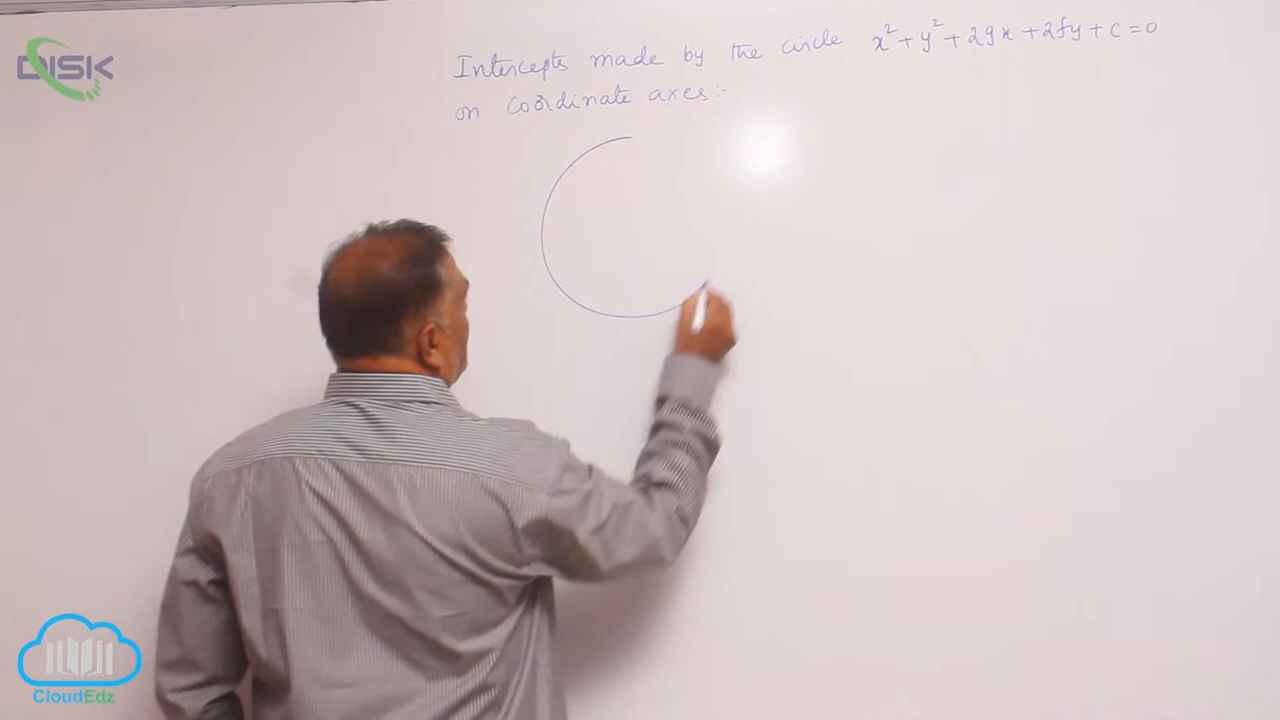 DISK
Intercepts made by the circle x²+y²+2gx+2fy+c=0
on coordinate axes:-
CloudEdz